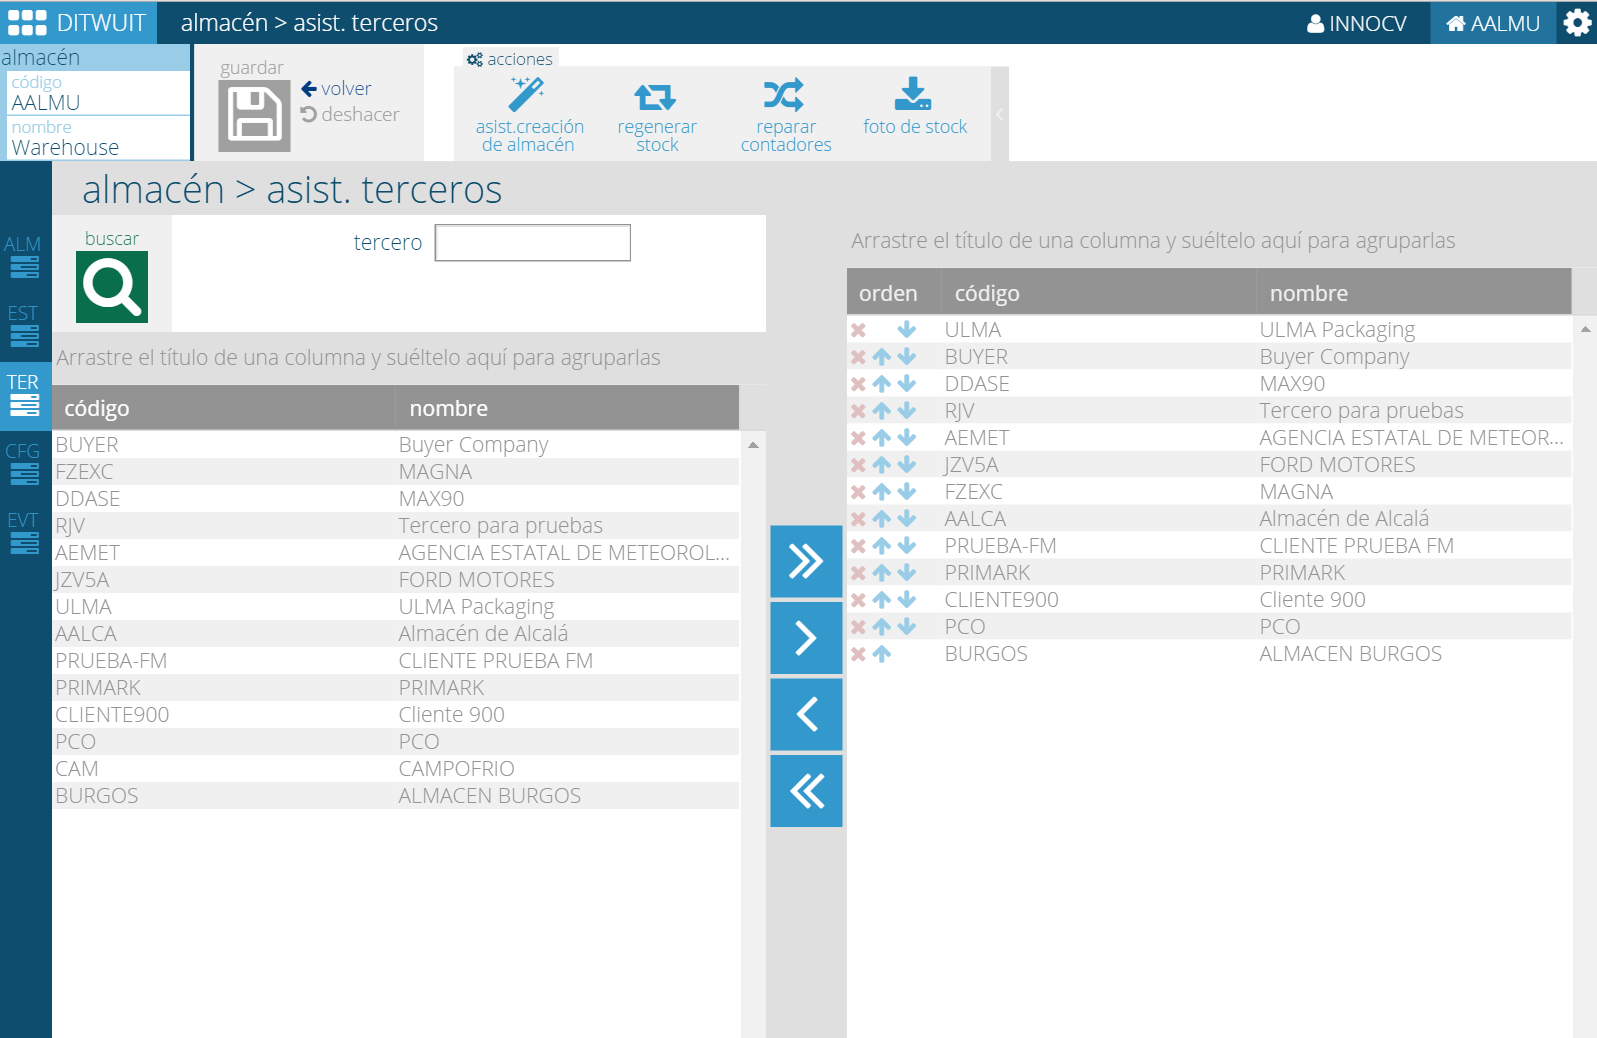 DITWUIT
almacén > asist. terceros
INNOCV
AALMU
almacén
código
AALMU
nombre
Warehouse
guardar
volver
deshacer
acciones
asist.creación
de almacén
regenerar
stock
reparar
contadores
foto de stock
almacén > asist. terceros
ALM
EST
TER
CFG
EVT
buscar
tercero
Arrastre el título de una columna y suéltelo aquí para agruparlas
código nombre
BUYER Buyer Company
FZEXC MAGNA
DDASE MAX90
RJV Tercero para pruebas
AEMET AGENCIA ESTATAL DE METEOROL...
JZV5A FORD MOTORES
ULMA ULMA Packaging
AALCA Almacén de Alcalá
PRUEBA-FM CLIENTE PRUEBA FM
PRIMARK PRIMARK
CLIENTE900 Cliente 900
PCO PCO
CAM CAMPOFRIO
BURGOS ALMACEN BURGOS
Arrastre el título de una columna y suéltelo aquí para agruparlas
orden código nombre
ULMA ULMA Packaging
BUYER Buyer Company
DDASE MAX90
RJV Tercero para pruebas
AEMET AGENCIA ESTATAL DE METEOR...
JZV5A FORD MOTORES
FZEXC MAGNA
AALCA Almacén de Alcalá
PRUEBA-FM CLIENTE PRUEBA FM
PRIMARK PRIMARK
CLIENTE900 Cliente 900
PCO PCO
BURGOS ALMACEN BURGOS